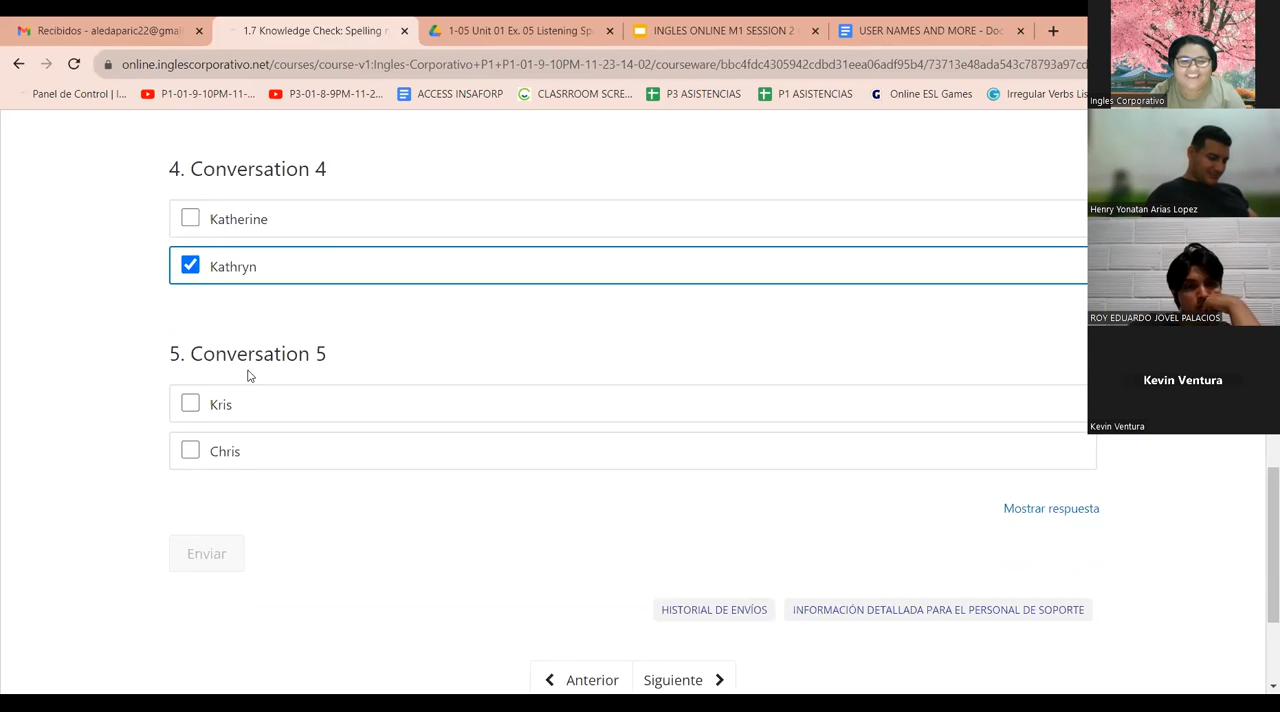 Recibidos - aledaparic22@gmai
1.7 Knowledge Check: Spelling r
1-05 Unit 01 Ex. 05 Listening Sp
INGLES ONLINE M1 SESSION 2
USER NAMES AND MORE - Doc
online.inglescorporativo.net/courses/course-v1:Ingles-Corporativo+P1+P1-01-9-10PM-11-23-14-02/courseware/bbc4fdc4305942cdbd31eea06adf95b4/73713e48ada543c78793a97cd
Panel de Control | I...
P1-01-9-10PM-11-...
P3-01-8-9PM-11-2...
ACCESS INSAFORP
CLASRROOM SCRE...
P3 ASISTENCIAS
P1 ASISTENCIAS
Online ESL Games
Irregular Verbs Lis
Ingles Corporativo
4. Conversation 4
Katherine
Henry Yonatan Arias Lopez
Kathryn
ROY EDUARDO JOVEL PALACIOS
5. Conversation 5
Kevin Ventura
Kris
Kevin Ventura
Chris
Mostrar respuesta
Enviar
HISTORIAL DE ENVÍOS
INFORMACIÓN DETALLADA PARA EL PERSONAL DE SOPORTE
Anterior
Siguiente